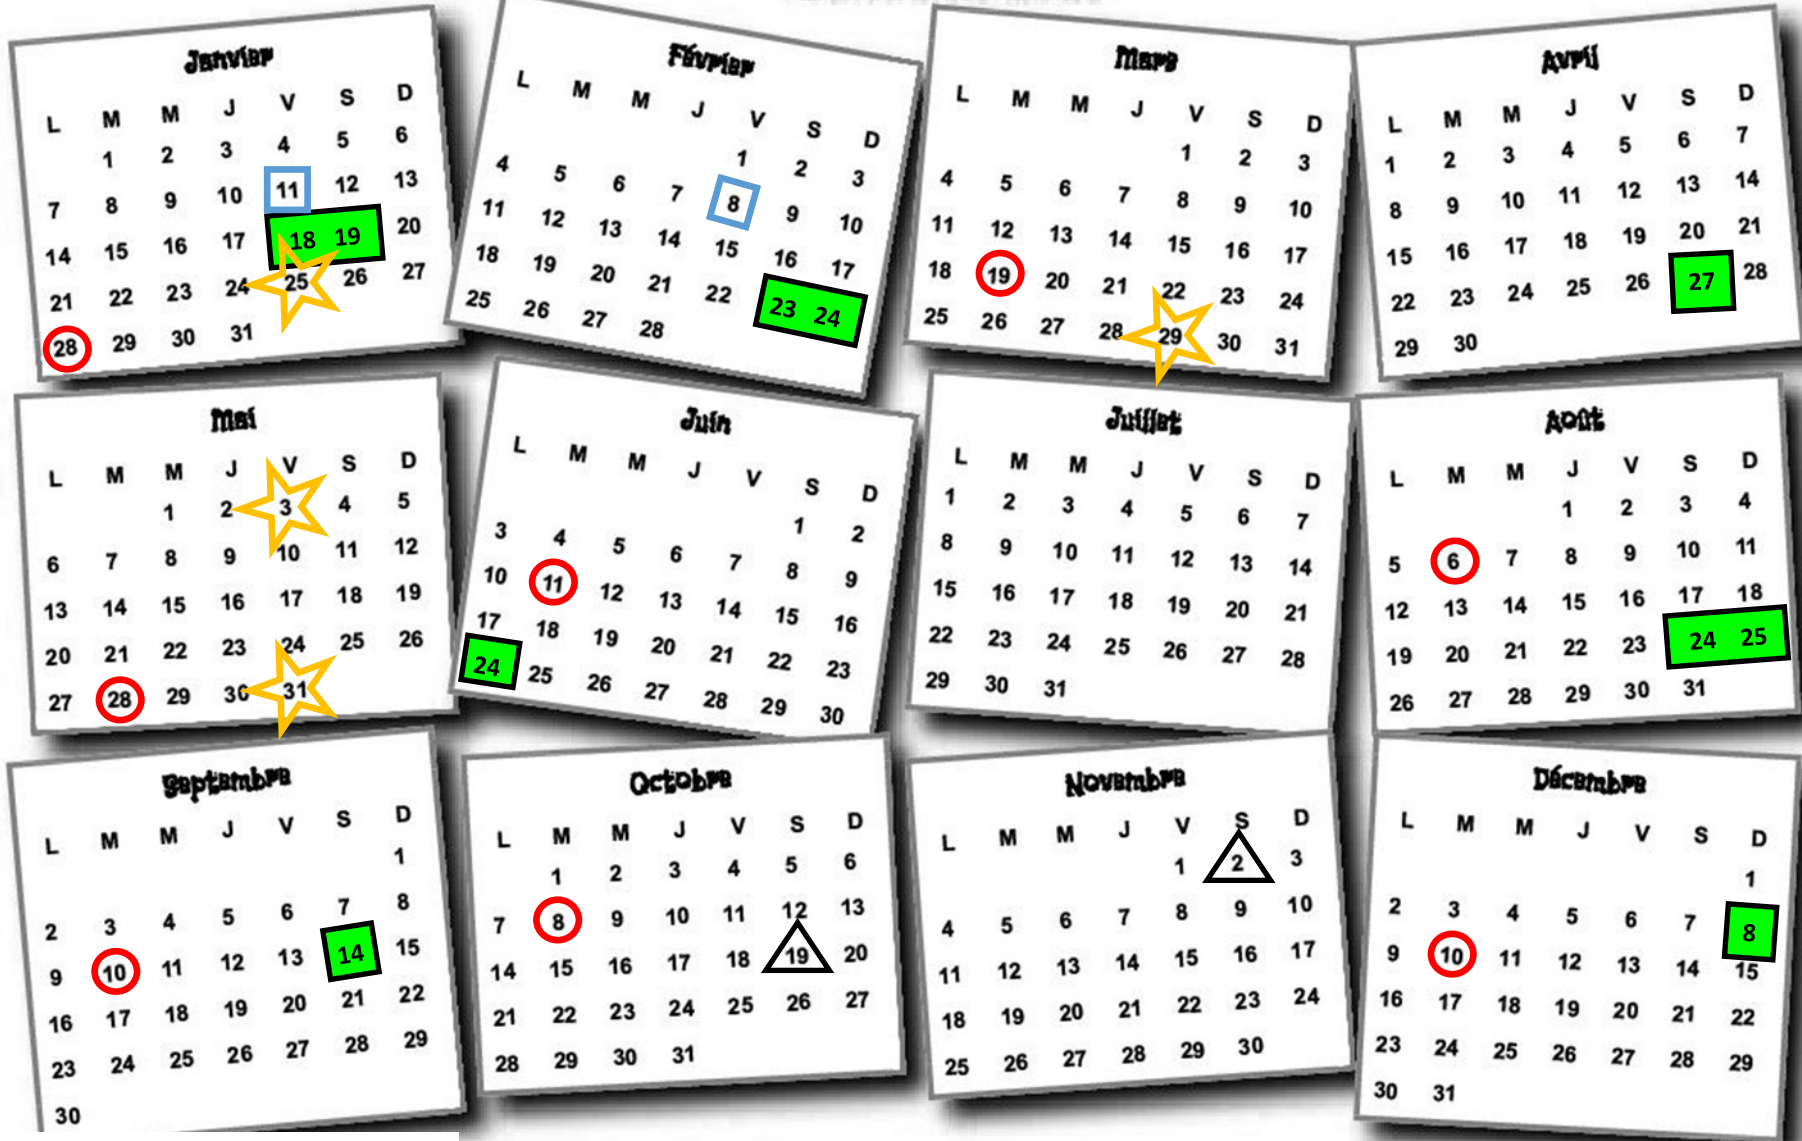 Janvier
L M M J V S D
1 2 3 4 5 6
7 8 9 10 11 12 13
14 15 16 17 18 19 20
21 22 23 24 25 26 27
28 29 30 31
Février
L M M J V S D
1 2 3
4 5 6 7 8 9 10
11 12 13 14 15 16 17
18 19 20 21 22 23 24
25 26 27 28
Mars
L M M J V S D
1 2 3
4 5 6 7 8 9 10
11 12 13 14 15 16 17
18 19 20 21 22 23 24
25 26 27 28 29 30 31
Avril
L M M J V S D
1 2 3 4 5 6 7
8 9 10 11 12 13 14
15 16 17 18 19 20 21
22 23 24 25 26 27 28
29 30
Mai
L M M J V S D
1 2 3 4 5
6 7 8 9 10 11 12
13 14 15 16 17 18 19
20 21 22 23 24 25 26
27 28 29 30 31
Juin
L M M J V S D
1 2
3 4 5 6 7 8 9
10 11 12 13 14 15 16
17 18 19 20 21 22 23
24 25 26 27 28 29 30
Juillet
L M M J V S D
1 2 3 4 5 6 7
8 9 10 11 12 13 14
15 16 17 18 19 20 21
22 23 24 25 26 27 28
29 30 31
Août
L M M J V S D
1 2 3 4
5 6 7 8 9 10 11
12 13 14 15 16 17 18
19 20 21 22 23 24 25
26 27 28 29 30 31
Septembre
L M M J V S D
1
2 3 4 5 6 7 8
9 10 11 12 13 14 15
16 17 18 19 20 21 22
23 24 25 26 27 28 29
30
Octobre
L M M J V S D
1 2 3 4 5 6
7 8 9 10 11 12 13
14 15 16 17 18 19 20
21 22 23 24 25 26 27
28 29 30 31
Novembre
L M M J V S D
1 2 3
4 5 6 7 8 9 10
11 12 13 14 15 16 17
18 19 20 21 22 23 24
25 26 27 28 29 30
Décembre
L M M J V S D
1
2 3 4 5 6 7 8
9 10 11 12 13 14 15
16 17 18 19 20 21 22
23 24 25 26 27 28 29
30 31